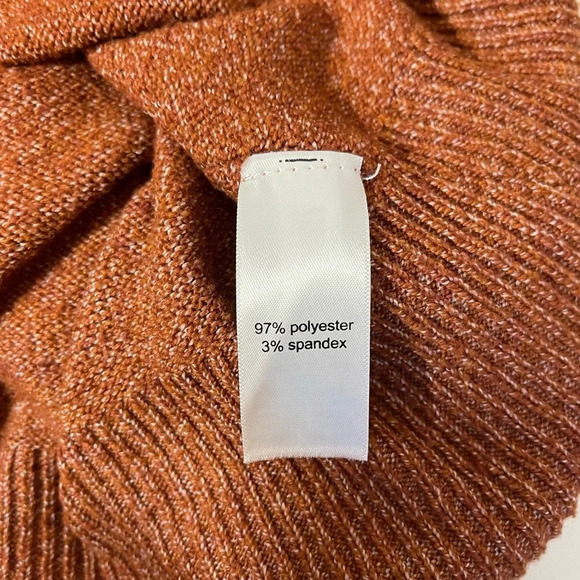 97% polyester
3% spandex